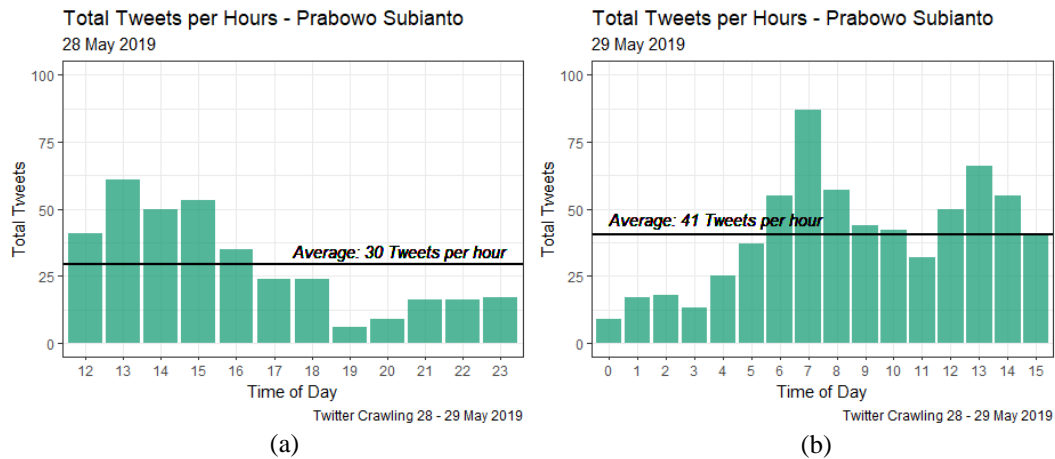 Total Tweets per Hours - Prabowo Subianto
28 May 2019
100
75
50
25
0
Total Tweets
Average: 30 Tweets per hour
12 13 14 15 16 17 18 19 20 21 22 23
Time of Day
Twitter Crawling 28 - 29 May 2019
(a)
Total Tweets per Hours - Prabowo Subianto
29 May 2019
100
75
50
25
0
Total Tweets
Average: 41 Tweets per hour
0 1 2 3 4 5 6 7 8 9 10 11 12 13 14 15
Time of Day
Twitter Crawling 28 - 29 May 2019
(b)